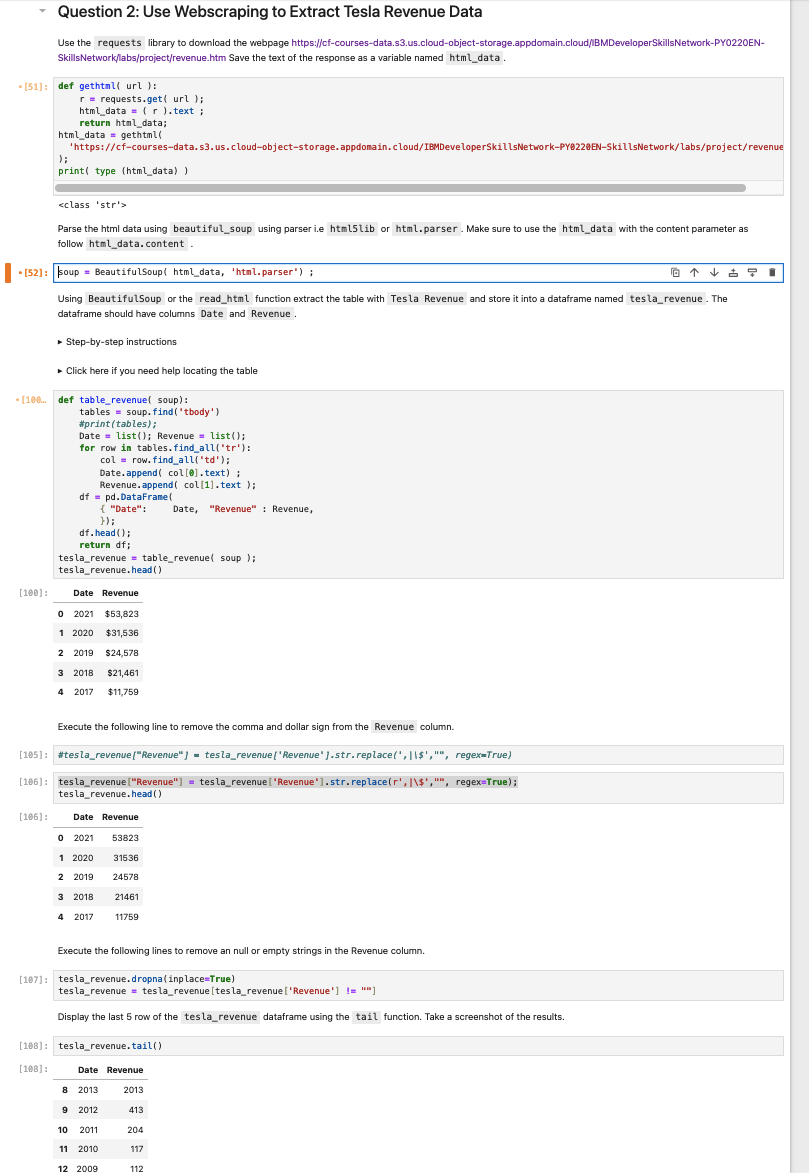 Question 2: Use Webscraping to Extract Tesla Revenue Data
Use the requests library to download the webpage https://cf-courses-data.s3.us.cloud-object-storage.appdomain.cloud/IBMDeveloperSkillsNetwork-PY0220EN-
SkillsNetwork/labs/project/revenue.htm Save the text of the response as a variable named html_data .
[51]: def gethtml( url ):
r = requests.get( url );
html_data = ( r ).text ;
return html_data;
html_data = gethtml(
'https://cf-courses-data.s3.us.cloud-object-storage.appdomain.cloud/IBMDeveloperSkillsNetwork-PY0220EN-SkillsNetwork/labs/project/revenue
);
print( type (html_data) )
<class 'str'>
Parse the html data using beautiful_soup using parser i.e html5lib or html.parser . Make sure to use the html_data with the content parameter as
follow html_data.content .
[52]: soup = BeautifulSoup( html_data, 'html.parser') ;
Using BeautifulSoup or the read_html function extract the table with Tesla Revenue and store it into a dataframe named tesla_revenue . The
dataframe should have columns Date and Revenue .
Step-by-step instructions
Click here if you need help locating the table
[100… def table_revenue( soup):
tables = soup.find('tbody')
#print(tables);
Date = list(); Revenue = list();
for row in tables.find_all('tr'):
col = row.find_all('td');
Date.append( col[0].text) ;
Revenue.append( col[1].text );
df = pd.DataFrame(
{ "Date": Date, "Revenue" : Revenue,
});
df.head();
return df;
tesla_revenue = table_revenue( soup );
tesla_revenue.head()
[100]: Date Revenue
0 2021 $53,823
1 2020 $31,536
2 2019 $24,578
3 2018 $21,461
4 2017 $11,759
Execute the following line to remove the comma and dollar sign from the Revenue column.
[105]: #tesla_revenue["Revenue"] = tesla_revenue['Revenue'].str.replace(',|\$',"", regex=True)
[106]: tesla_revenue["Revenue"] = tesla_revenue['Revenue'].str.replace(r',|\$',"", regex=True);
tesla_revenue.head()
[106]: Date Revenue
0 2021 53823
1 2020 31536
2 2019 24578
3 2018 21461
4 2017 11759
Execute the following lines to remove an null or empty strings in the Revenue column.
[107]: tesla_revenue.dropna(inplace=True)
tesla_revenue = tesla_revenue[tesla_revenue['Revenue'] != ""]
Display the last 5 row of the tesla_revenue dataframe using the tail function. Take a screenshot of the results.
[108]: tesla_revenue.tail()
[108]: Date Revenue
8 2013 2013
9 2012 413
10 2011 204
11 2010 117
12 2009 112